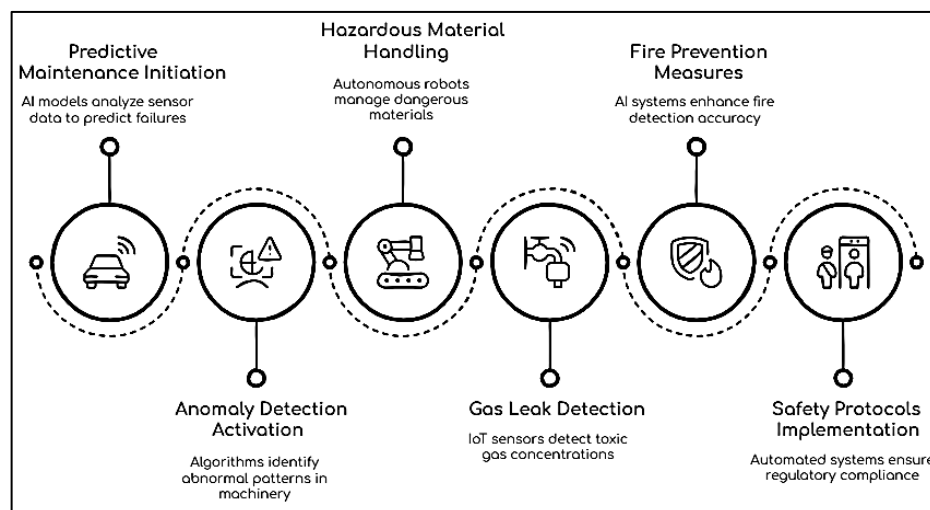 Predictive
Maintenance Initiation
AI models analyze sensor
data to predict failures
Hazardous Material
Handling
Autonomous robots
manage dangerous
materials
Fire Prevention
Measures
AI systems enhance fire
detection accuracy
Anomaly Detection
Activation
Algorithms identify
abnormal patterns in
machinery
Gas Leak Detection
IoT sensors detect toxic
gas concentrations
Safety Protocols
Implementation
Automated systems ensure
regulatory compliance